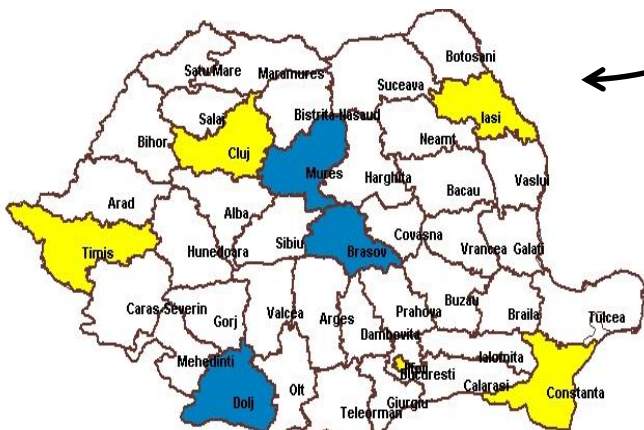 Botosani
Satu Mare
Maramures
Suceava
Salaj
Bistrita-Nasaud
Iasi
Bihor
Cluj
Neamt
Mures
Harghita
Bacau
Vaslui
Arad
Alba
Timis
Hunedoara
Sibiu
Brasov
Covasna
Vrancea
Galati
Caras-Severin
Gorj
Valcea
Arges
Prahova
Buzau
Braila
Tulcea
Dambovita
Mehedinti
Ialomita
Bucuresti
Calarasi
Constanta
Dolj
Olt
Teleorman
Giurgiu